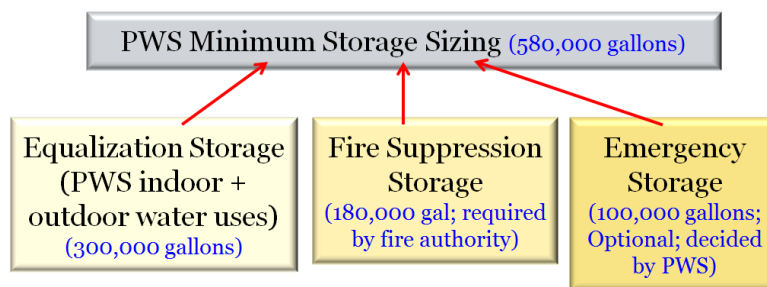 PWS Minimum Storage Sizing (580,000 gallons)
Equalization Storage
(PWS indoor +
outdoor water uses)
(300,000 gallons)
Fire Suppression
Storage
(180,000 gal; required
by fire authority)
Emergency
Storage
(100,000 gallons;
Optional; decided
by PWS)